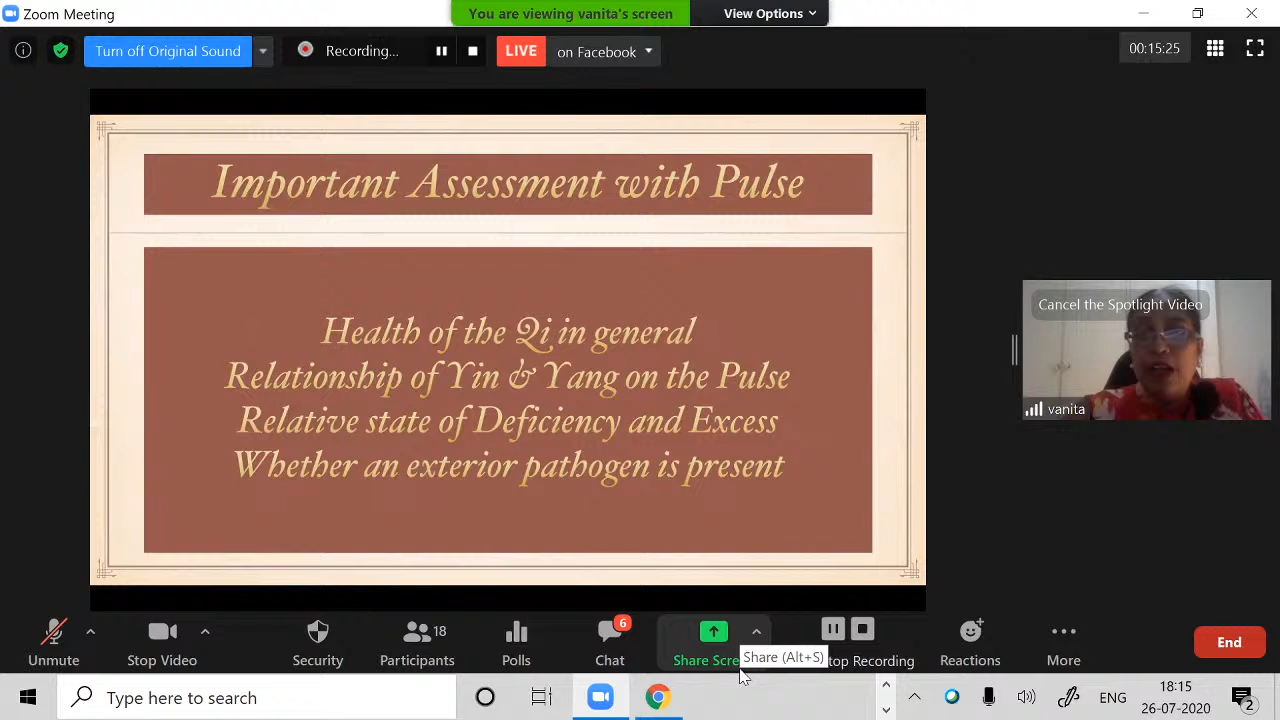 Zoom Meeting
You are viewing vanita's screen
View Options
Turn off Original Sound
Recording...
LIVE on Facebook
00:15:25
Important Assessment with Pulse
Health of the Qi in general
Relationship of Yin & Yang on the Pulse
Relative state of Deficiency and Excess
Whether an exterior pathogen is present
Cancel the Spotlight Video
vanita
18
6
Unmute
Stop Video
Security
Participants
Polls
Chat
Share Scre
Share (Alt+S)
top Recording
Reactions
More
End
Type here to search
ENG
18:15
26-07-2020
2